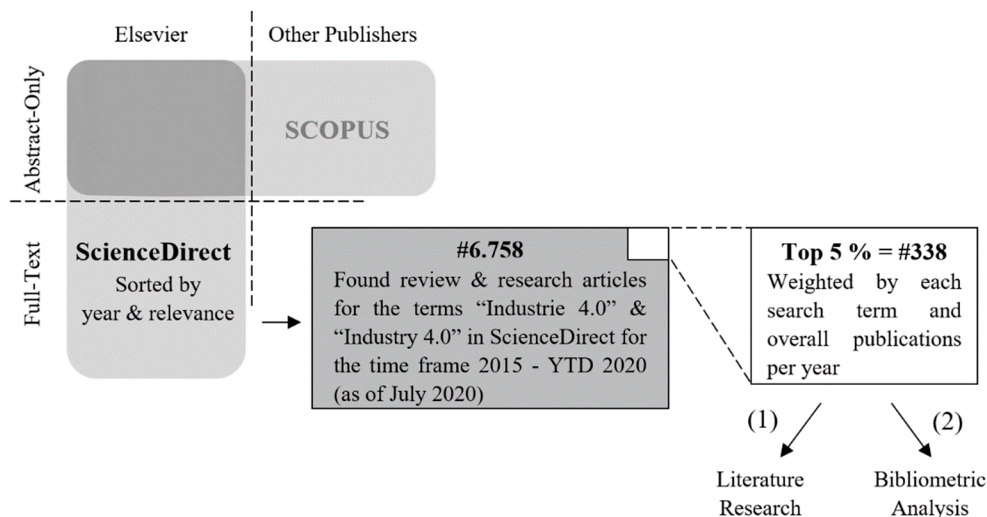 Elsevier
Other Publishers
Abstract-Only
SCOPUS
Full-Text
ScienceDirect
Sorted by
year & relevance
#6.758
Found review & research articles
for the terms “Industrie 4.0” &
“Industry 4.0” in ScienceDirect for
the time frame 2015 - YTD 2020
(as of July 2020)
Top 5 % = #338
Weighted by each
search term and
overall publications
per year
(1)
(2)
Literature
Research
Bibliometric
Analysis